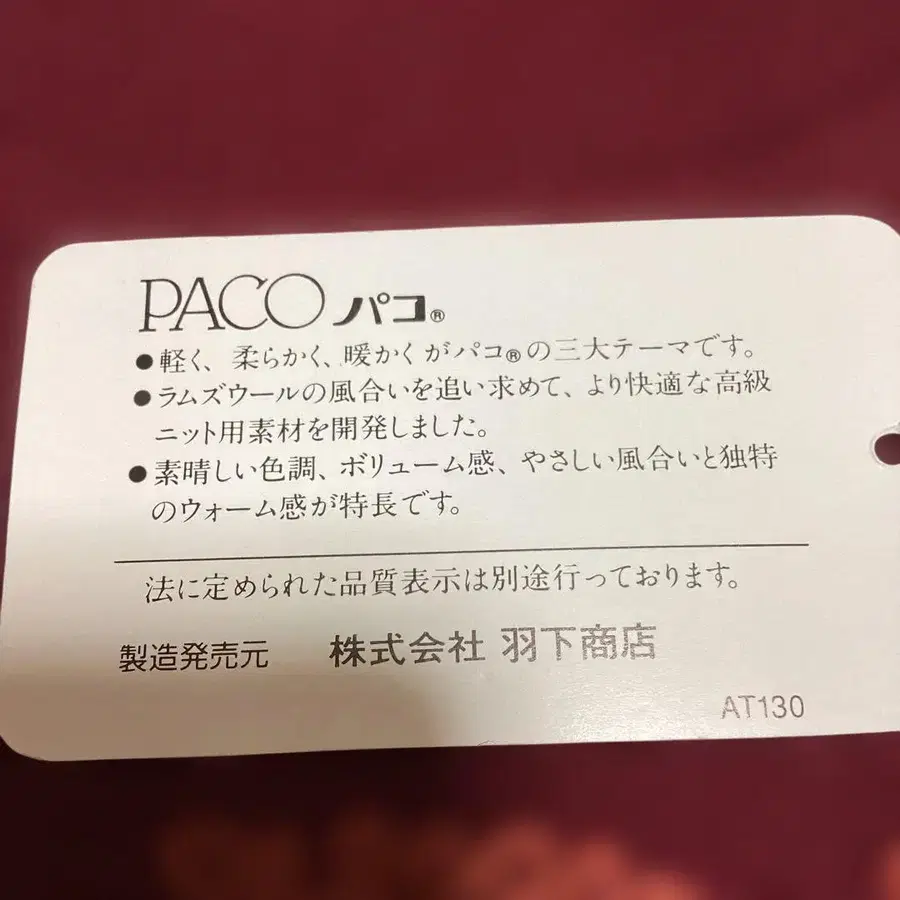 PACO パコ®
●軽く、柔らかく、暖かくがパコ®の三大テーマです。
●ラムズウールの風合いを追い求めて、より快適な高級
ニット用素材を開発しました。
●素晴しい色調、ボリューム感、やさしい風合いと独特
のウォーム感が特長です。
法に定められた品質表示は別途行っております。
製造発売元 株式会社 羽下商店
AT130